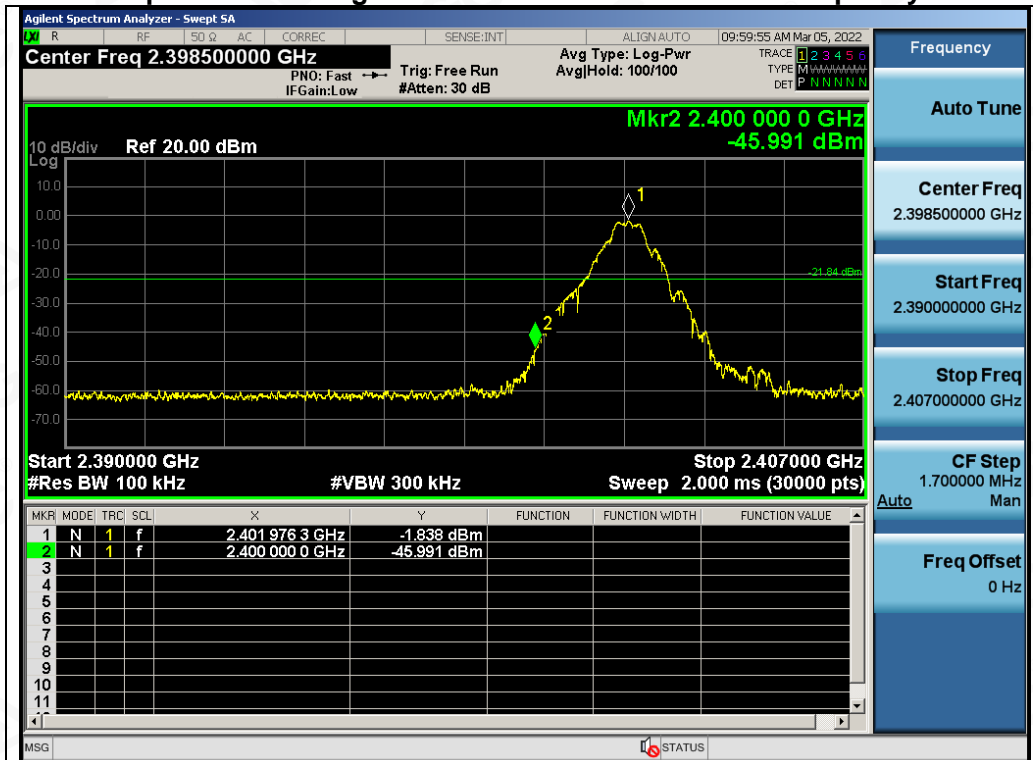 Agilent Spectrum Analyzer - Swept SA
LXI R RF 50 Ω AC CORREC SENSE:INT ALIGN AUTO 09:59:55 AM Mar 05, 2022
Center Freq 2.398500000 GHz
PNO: Fast
IFGain:Low
Trig: Free Run
#Atten: 30 dB
Avg Type: Log-Pwr
Avg|Hold: 100/100
TRACE 1 2 3 4 5 6
TYPE M WWWWW
DET P N N N N N
Mkr2 2.400 000 0 GHz
-45.991 dBm
10 dB/div Ref 20.00 dBm
Log
10.0
0.00
-10.0
-20.0
-30.0
-40.0
-50.0
-60.0
-70.0
1
-21.84 dBm
2
Start 2.390000 GHz Stop 2.407000 GHz
#Res BW 100 kHz #VBW 300 kHz Sweep 2.000 ms (30000 pts)
MKR MODE TRC SCL X Y FUNCTION FUNCTION WIDTH FUNCTION VALUE
1 N 1 f 2.401 976 3 GHz -1.838 dBm
2 N 1 f 2.400 000 0 GHz -45.991 dBm
3
4
5
6
7
8
9
10
11
MSG STATUS
Frequency
Auto Tune
Center Freq
2.398500000 GHz
Start Freq
2.390000000 GHz
Stop Freq
2.407000000 GHz
CF Step
1.700000 MHz
Auto Man
Freq Offset
0 Hz